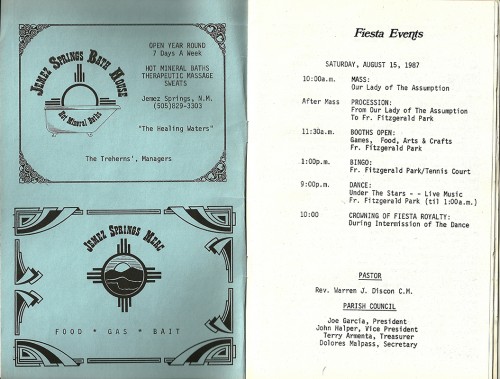 JEMEZ SPRINGS BATH HOUSE
Hot Mineral Baths
OPEN YEAR ROUND
7 Days A Week
HOT MINERAL BATHS
THERAPEUTIC MASSAGE
SWEATS
Jemez Springs, N.M.
(505)829-3303
"The Healing Waters"
The Treherns', Managers
JEMEZ SPRINGS MERC
FOOD * GAS * BAIT
Fiesta Events
SATURDAY, AUGUST 15, 1987
10:00a.m. MASS:
Our Lady of The Assumption
After Mass PROCESSION:
From Our Lady of The Assumption
To Fr. Fitzgerald Park
11:30a.m. BOOTHS OPEN:
Games, Food, Arts & Crafts
Fr. Fitzgerald Park
1:00p.m. BINGO:
Fr. Fitzgerald Park/Tennis Court
9:00p.m. DANCE:
Under The Stars - - Live Music
Fr. Fitzgerald Park (til 1:00a.m.)
10:00 CROWNING OF FIESTA ROYALTY:
During Intermission of The Dance
PASTOR
Rev. Warren J. Discon C.M.
PARISH COUNCIL
Joe Garcia, President
John Halper, Vice President
Terry Armenta, Treasurer
Dolores Malpass, Secretary